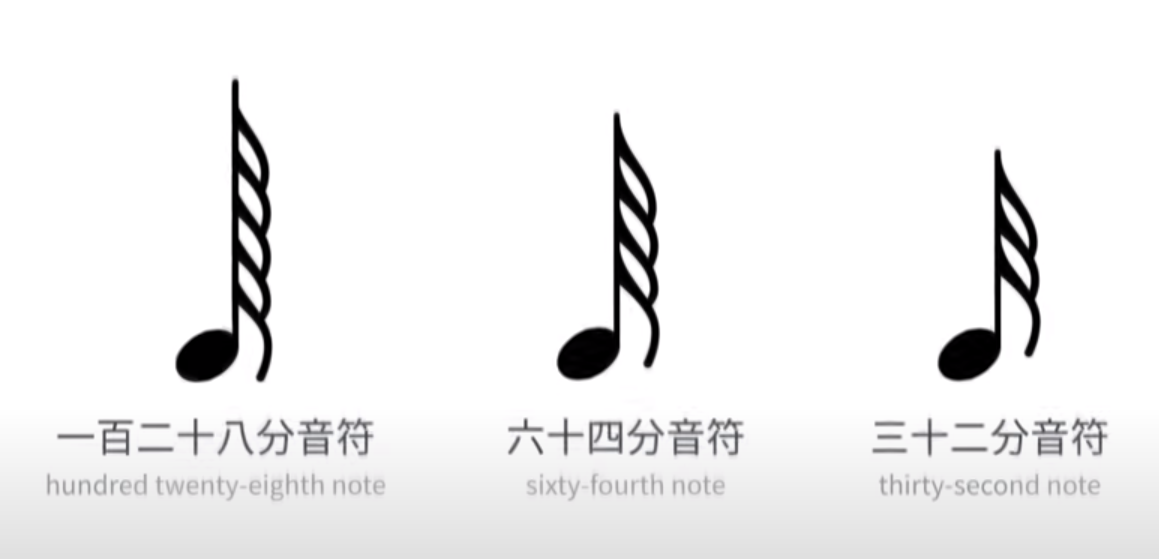 一百二十八分音符
hundred twenty-eighth note
六十四分音符
sixty-fourth note
三十二分音符
thirty-second note